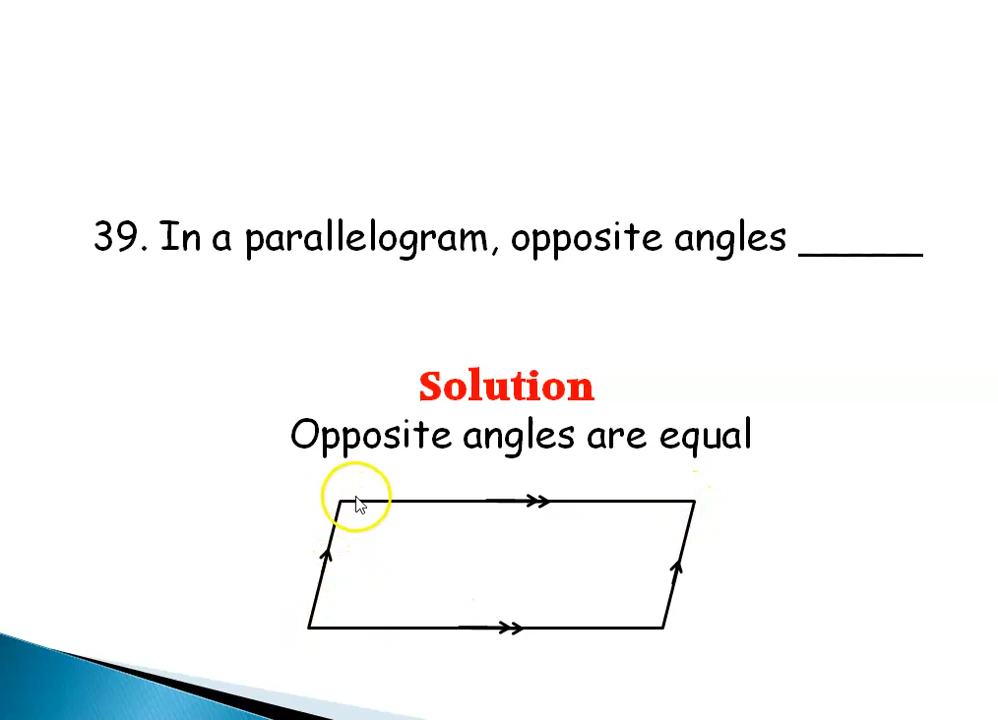 39. In a parallelogram, opposite angles ______
Solution
Opposite angles are equal